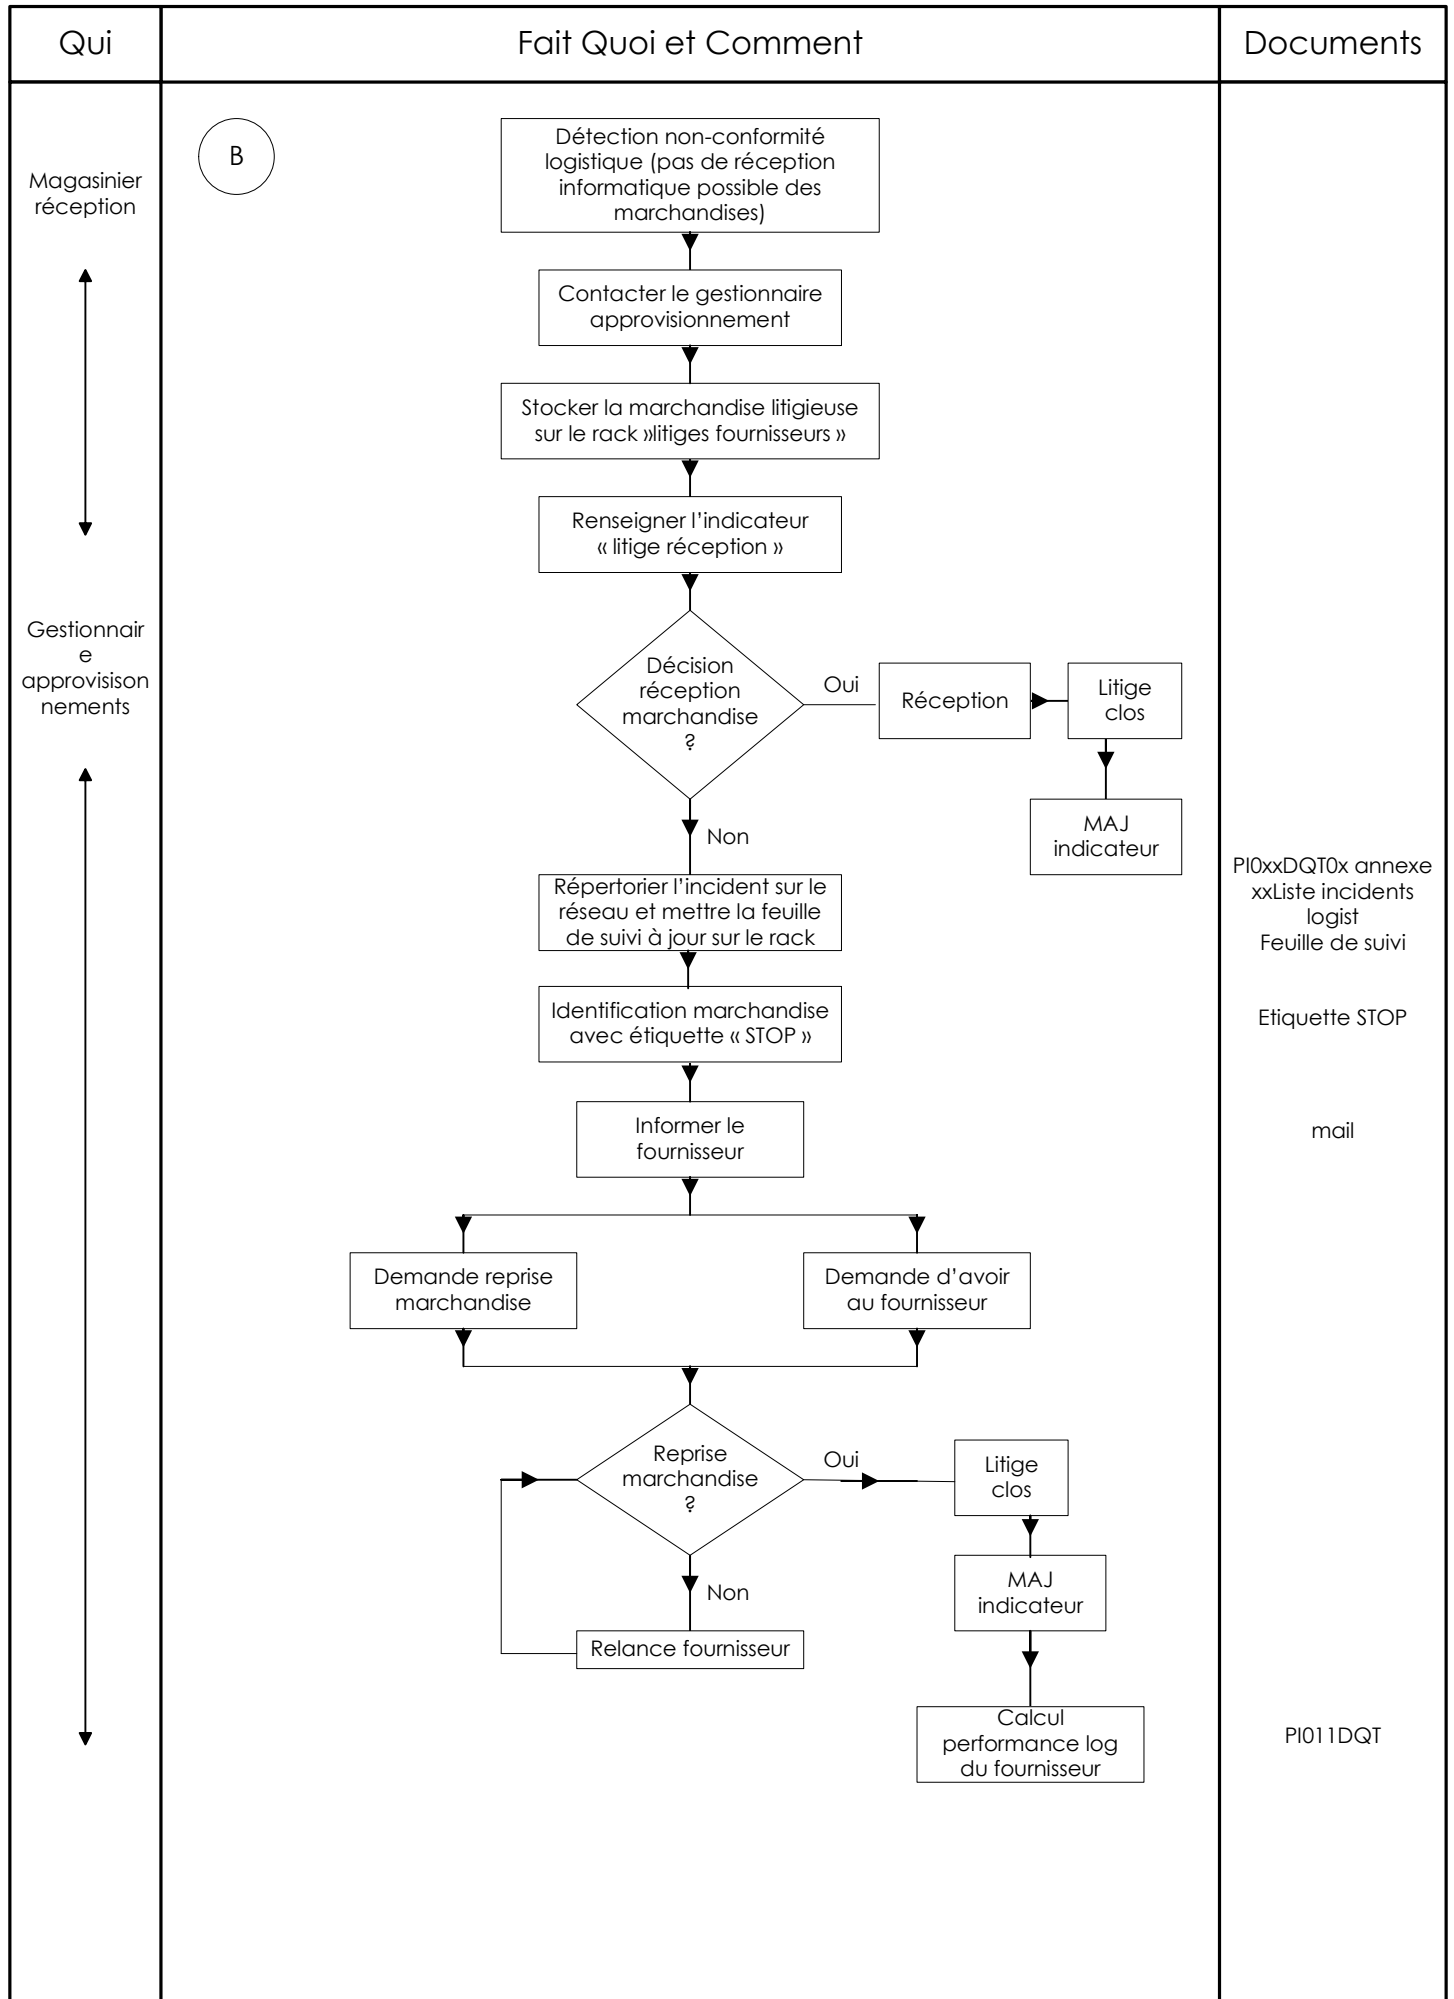 Qui
Fait Quoi et Comment
Documents
B
Magasinier
réception
Détection non-conformité
logistique (pas de réception
informatique possible des
marchandises)
Contacter le gestionnaire
approvisionnement
Stocker la marchandise litigieuse
sur le rack »litiges fournisseurs »
Renseigner l’indicateur
« litige réception »
Gestionnair
e
approvisison
nements
Décision
réception
marchandise
?
Oui
Réception
Litige
clos
MAJ
indicateur
Non
Répertorier l’incident sur le
réseau et mettre la feuille
de suivi à jour sur le rack
PI0xxDQT0x annexe
xxListe incidents
logist
Feuille de suivi
Identification marchandise
avec étiquette « STOP »
Etiquette STOP
Informer le
fournisseur
mail
Demande reprise
marchandise
Demande d’avoir
au fournisseur
Reprise
marchandise
?
Oui
Litige
clos
Non
MAJ
indicateur
Relance fournisseur
Calcul
performance log
du fournisseur
PI011DQT